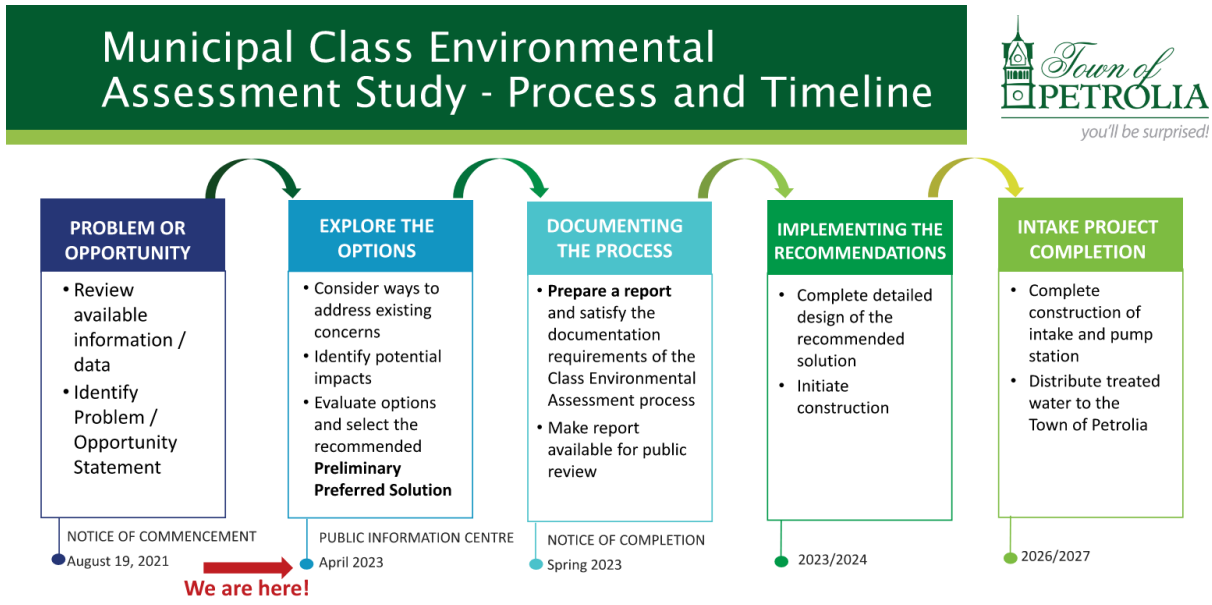 Municipal Class Environmental
Assessment Study - Process and Timeline
Town of
PETROLIA
you'll be surprised!
PROBLEM OR
OPPORTUNITY
• Review
available
information /
data
• Identify
Problem /
Opportunity
Statement
NOTICE OF COMMENCEMENT
August 19, 2021
We are here!
EXPLORE THE
OPTIONS
• Consider ways to
address existing
concerns
• Identify potential
impacts
• Evaluate options
and select the
recommended
Preliminary
Preferred Solution
PUBLIC INFORMATION CENTRE
April 2023
DOCUMENTING
THE PROCESS
• Prepare a report
and satisfy the
documentation
requirements of the
Class Environmental
Assessment process
• Make report
available for public
review
NOTICE OF COMPLETION
Spring 2023
IMPLEMENTING THE
RECOMMENDATIONS
• Complete detailed
design of the
recommended
solution
• Initiate
construction
2023/2024
INTAKE PROJECT
COMPLETION
• Complete
construction of
intake and pump
station
• Distribute treated
water to the
Town of Petrolia
2026/2027